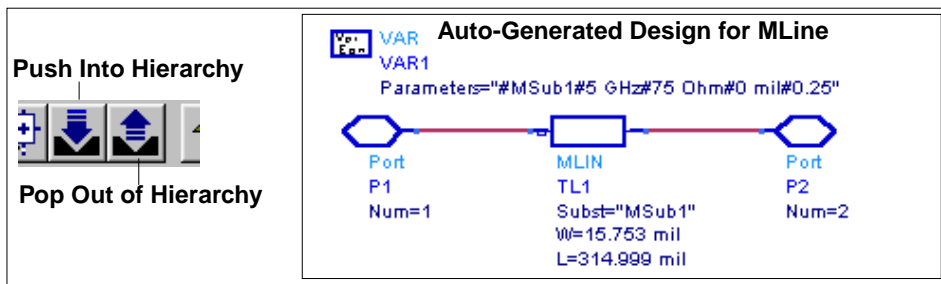 Push Into Hierarchy
Pop Out of Hierarchy
Auto-Generated Design for MLine
Var
Eqn
VAR
VAR1
Parameters="#MSub1#5 GHz#75 Ohm#0 mil#0.25"
Port
P1
Num=1
MLIN
TL1
Subst="MSub1"
W=15.753 mil
L=314.999 mil
Port
P2
Num=2